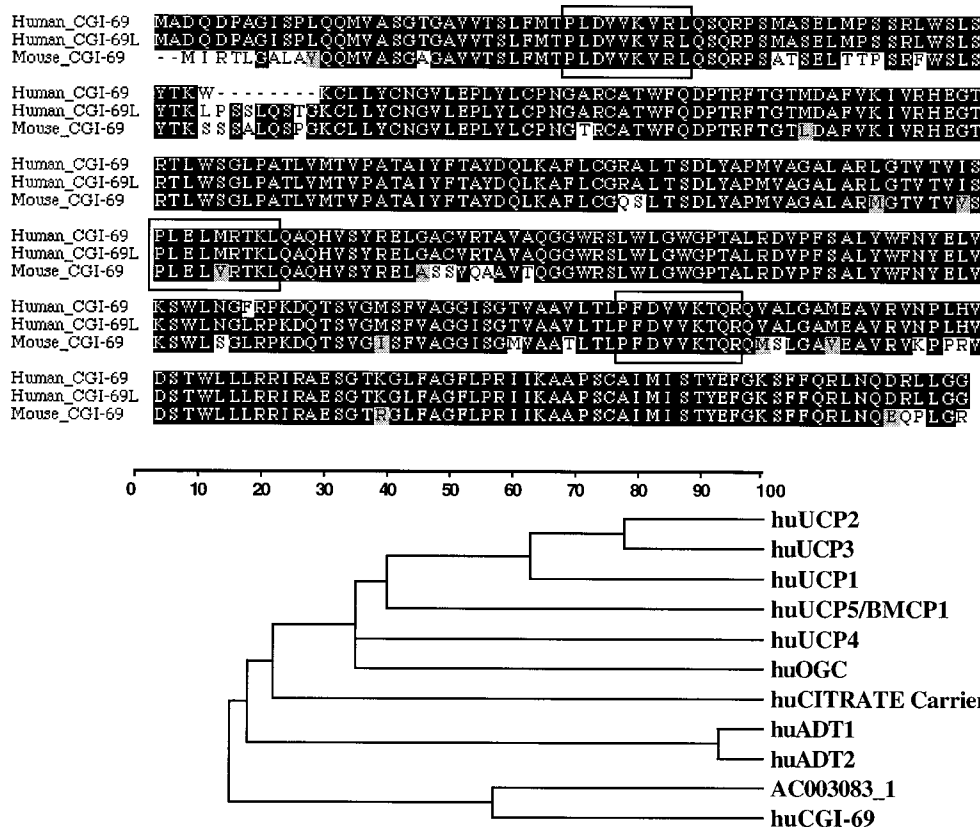 Human_CGI-69 MADQDPAGISPLQQMVASGTGAVVTSLFMTPLDVVKVRLQSQRPSMASELMPSSRLWSLS
Human_CGI-69L MADQDPAGISPLQQMVASGTGAVVTSLFMTPLDVVKVRLQSQRPSMASELMPSSRLWSLS
Mouse_CGI-69 --MIRTLGALAVQQMVASGAGAVVTSLFMTPLDVVKVRLQSQRPSATSELTTPSRFWSLS
Human_CGI-69 YTKW--------KCLLYCNGVLEPLYLCPNGARCATWFQDPTRFTGTMDAFVKIVRHEGT
Human_CGI-69L YTKLPSSLQSTGKCLLYCNGVLEPLYLCPNGARCATWFQDPTRFTGTMDAFVKIVRHEGT
Mouse_CGI-69 YTKSSSALQSPGKCLLYCNGVLEPLYLCPNGTRCATWFQDPTRFTGTLDAFVKIVRHEGT
Human_CGI-69 RTLWSGLPATLVMTVPATAIYFTAYDQLKAFLCGRALTSDLYAPMVAGALARLGTVTVIS
Human_CGI-69L RTLWSGLPATLVMTVPATAIYFTAYDQLKAFLCGRALTSDLYAPMVAGALARLGTVTVIS
Mouse_CGI-69 RTLWSGLPATLVMTVPATAIYFTAYDQLKAFLCGQSLTSDLYAPMVAGALARMGTVTVVS
Human_CGI-69 PLELMRTKLQAQHVSYRELGACVRTAVAQGGWRSLWLGWGPTALRDVPFSALYWFNYELV
Human_CGI-69L PLELMRTKLQAQHVSYRELGACVRTAVAQGGWRSLWLGWGPTALRDVPFSALYWFNYELV
Mouse_CGI-69 PLELVRTKLQAQHVSYRELASSVQAAVTQGGWRSLWLGWGPTALRDVPFSALYWFNYELV
Human_CGI-69 KSWLNGFRPKDQTSVGMSFVAGGISGTVAAVLTLPFDVVKTQRQVALGAMEAVRVNPLHV
Human_CGI-69L KSWLNGLRPKDQTSVGMSFVAGGISGTVAAVLTLPFDVVKTQRQVALGAMEAVRVNPLHV
Mouse_CGI-69 KSWLSGLRPKDQTSVGISFVAGGISGMVAATLTLPFDVVKTQRQMSLGAVEAVRVKPPRV
Human_CGI-69 DSTWLLLRRIRAESGTKGLFAGFLPRIIKAAPSCAIMISTYEFGKSFFQRLNQDRLLGG
Human_CGI-69L DSTWLLLRRIRAESGTKGLFAGFLPRIIKAAPSCAIMISTYEFGKSFFQRLNQDRLLGG
Mouse_CGI-69 DSTWLLLRRIRAESGTRGLFAGFLPRIIKAAPSCAIMISTYEFGKSFFQRLNQEQPLGR
0 10 20 30 40 50 60 70 80 90 100
huUCP2
huUCP3
huUCP1
huUCP5/BMCP1
huUCP4
huOGC
huCITRATE Carrier
huADT1
huADT2
AC003083_1
huCGI-69